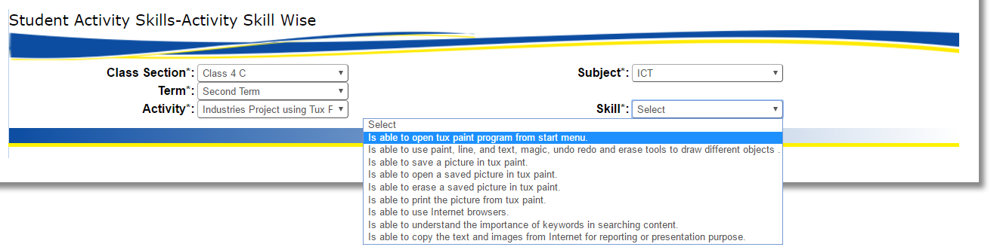 Student Activity Skills-Activity Skill Wise
Class Section*: Class 4 C Subject*: ICT
Term*: Second Term
Activity*: Industries Project using Tux P Skill*: Select
Select
Is able to open tux paint program from start menu.
Is able to use paint, line, and text, magic, undo redo and erase tools to draw different objects .
Is able to save a picture in tux paint.
Is able to open a saved picture in tux paint.
Is able to erase a saved picture in tux paint.
Is able to print the picture from tux paint.
Is able to use Internet browsers.
Is able to understand the importance of keywords in searching content.
Is able to copy the text and images from Internet for reporting or presentation purpose.